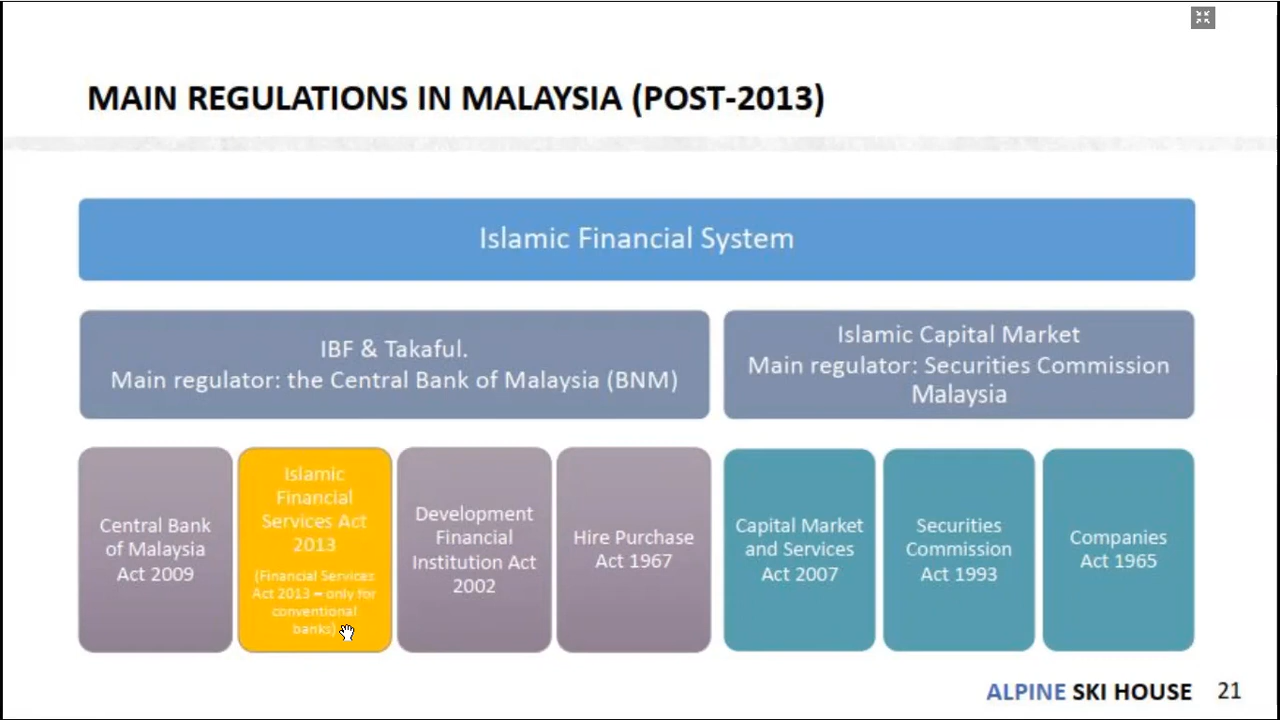 MAIN REGULATIONS IN MALAYSIA (POST-2013)
Islamic Financial System
IBF & Takaful.
Main regulator: the Central Bank of Malaysia (BNM)
Islamic Capital Market
Main regulator: Securities Commission
Malaysia
Central Bank
of Malaysia
Act 2009
Islamic
Financial
Services Act
2013
(Financial Services
Act 2013 – only for
conventional
banks)
Development
Financial
Institution Act
2002
Hire Purchase
Act 1967
Capital Market
and Services
Act 2007
Securities
Commission
Act 1993
Companies
Act 1965
ALPINE SKI HOUSE 21